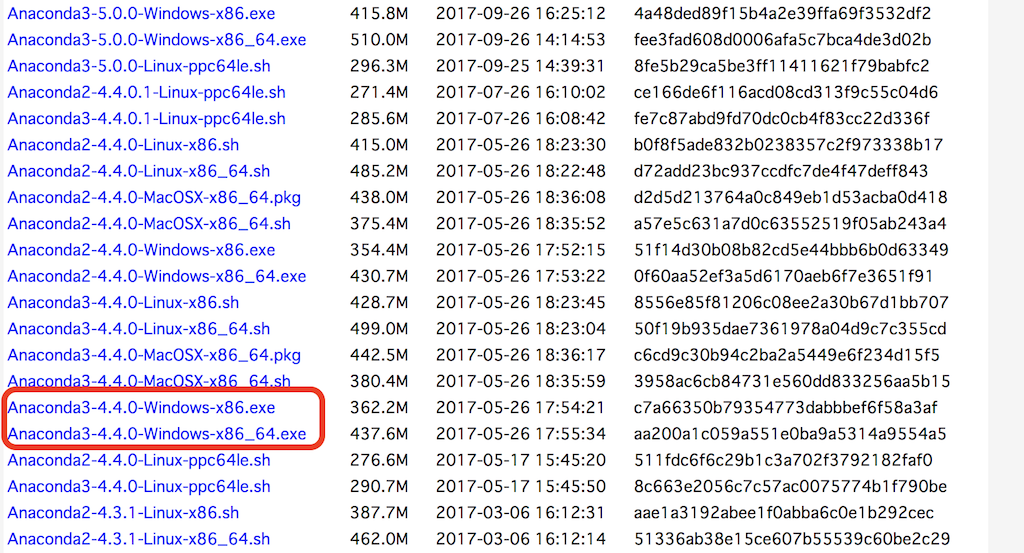 Anaconda3-5.0.0-Windows-x86.exe 415.8M 2017-09-26 16:25:12 4a48ded89f15b4a2e39ffa69f3532df2
Anaconda3-5.0.0-Windows-x86_64.exe 510.0M 2017-09-26 14:14:53 fee3fad608d0006afa5c7bca4de3d02b
Anaconda3-5.0.0-Linux-ppc64le.sh 296.3M 2017-09-25 14:39:31 8fe5b29ca5be3ff11411621f79babfc2
Anaconda2-4.4.0.1-Linux-ppc64le.sh 271.4M 2017-07-26 16:10:02 ce166de6f116acd08cd313f9c55c04d6
Anaconda3-4.4.0.1-Linux-ppc64le.sh 285.6M 2017-07-26 16:08:42 fe7c87abd9fd70dc0cb4f83cc22d336f
Anaconda2-4.4.0-Linux-x86.sh 415.0M 2017-05-26 18:23:30 b0f8f5ade832b0238357c2f973338b17
Anaconda2-4.4.0-Linux-x86_64.sh 485.2M 2017-05-26 18:22:48 d72add23bc937ccdfc7de4f47deff843
Anaconda2-4.4.0-MacOSX-x86_64.pkg 438.0M 2017-05-26 18:36:08 d2d5d213764a0c849eb1d53acba0d418
Anaconda2-4.4.0-MacOSX-x86_64.sh 375.4M 2017-05-26 18:35:52 a57e5c631a7d0c63552519f05ab243a4
Anaconda2-4.4.0-Windows-x86.exe 354.4M 2017-05-26 17:52:15 51f14d30b08b82cd5e44bbb6b0d63349
Anaconda2-4.4.0-Windows-x86_64.exe 430.7M 2017-05-26 17:53:22 0f60aa52ef3a5d6170aeb6f7e3651f91
Anaconda3-4.4.0-Linux-x86.sh 428.7M 2017-05-26 18:23:45 8556e85f81206c08ee2a30b67d1bb707
Anaconda3-4.4.0-Linux-x86_64.sh 499.0M 2017-05-26 18:23:04 50f19b935dae7361978a04d9c7c355cd
Anaconda3-4.4.0-MacOSX-x86_64.pkg 442.5M 2017-05-26 18:36:17 c6cd9c30b94c2ba2a5449e6f234d15f5
Anaconda3-4.4.0-MacOSX-x86_64.sh 380.4M 2017-05-26 18:35:59 3958ac6cb84731e560dd833256aa5b15
Anaconda3-4.4.0-Windows-x86.exe 362.2M 2017-05-26 17:54:21 c7a66350b79354773dabbbef6f58a3af
Anaconda3-4.4.0-Windows-x86_64.exe 437.6M 2017-05-26 17:55:34 aa200a1c059a551e0ba9a5314a9554a5
Anaconda2-4.4.0-Linux-ppc64le.sh 276.6M 2017-05-17 15:45:20 511fdc6f6c29b1c3a702f3792182faf0
Anaconda3-4.4.0-Linux-ppc64le.sh 290.7M 2017-05-17 15:45:50 8c663e2056c7c57ac0075774b1f790be
Anaconda2-4.3.1-Linux-x86.sh 387.7M 2017-03-06 16:12:31 aae1a3192abee1f0abba6c0e1b292cec
Anaconda2-4.3.1-Linux-x86_64.sh 462.0M 2017-03-06 16:12:14 51336ab38e15ce607b55539c60be2c29